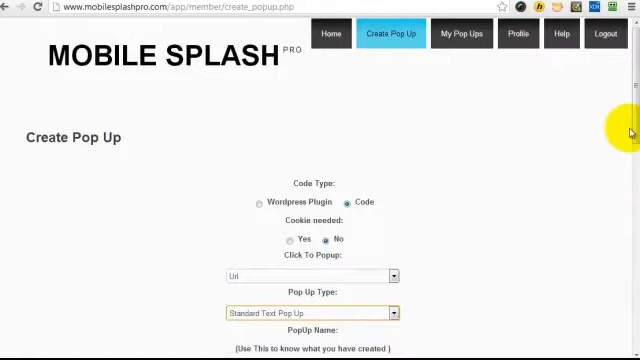 www.mobilesplashpro.com/app/member/create_popup.php
MOBILE SPLASH PRO
Home Create Pop Up My Pop Ups Profile Help Logout
Create Pop Up
Code Type:
Wordpress Plugin Code
Cookie needed:
Yes No
Click To Popup:
Url
Pop Up Type:
Standard Text Pop Up
PopUp Name:
(Use This to know what you have created )